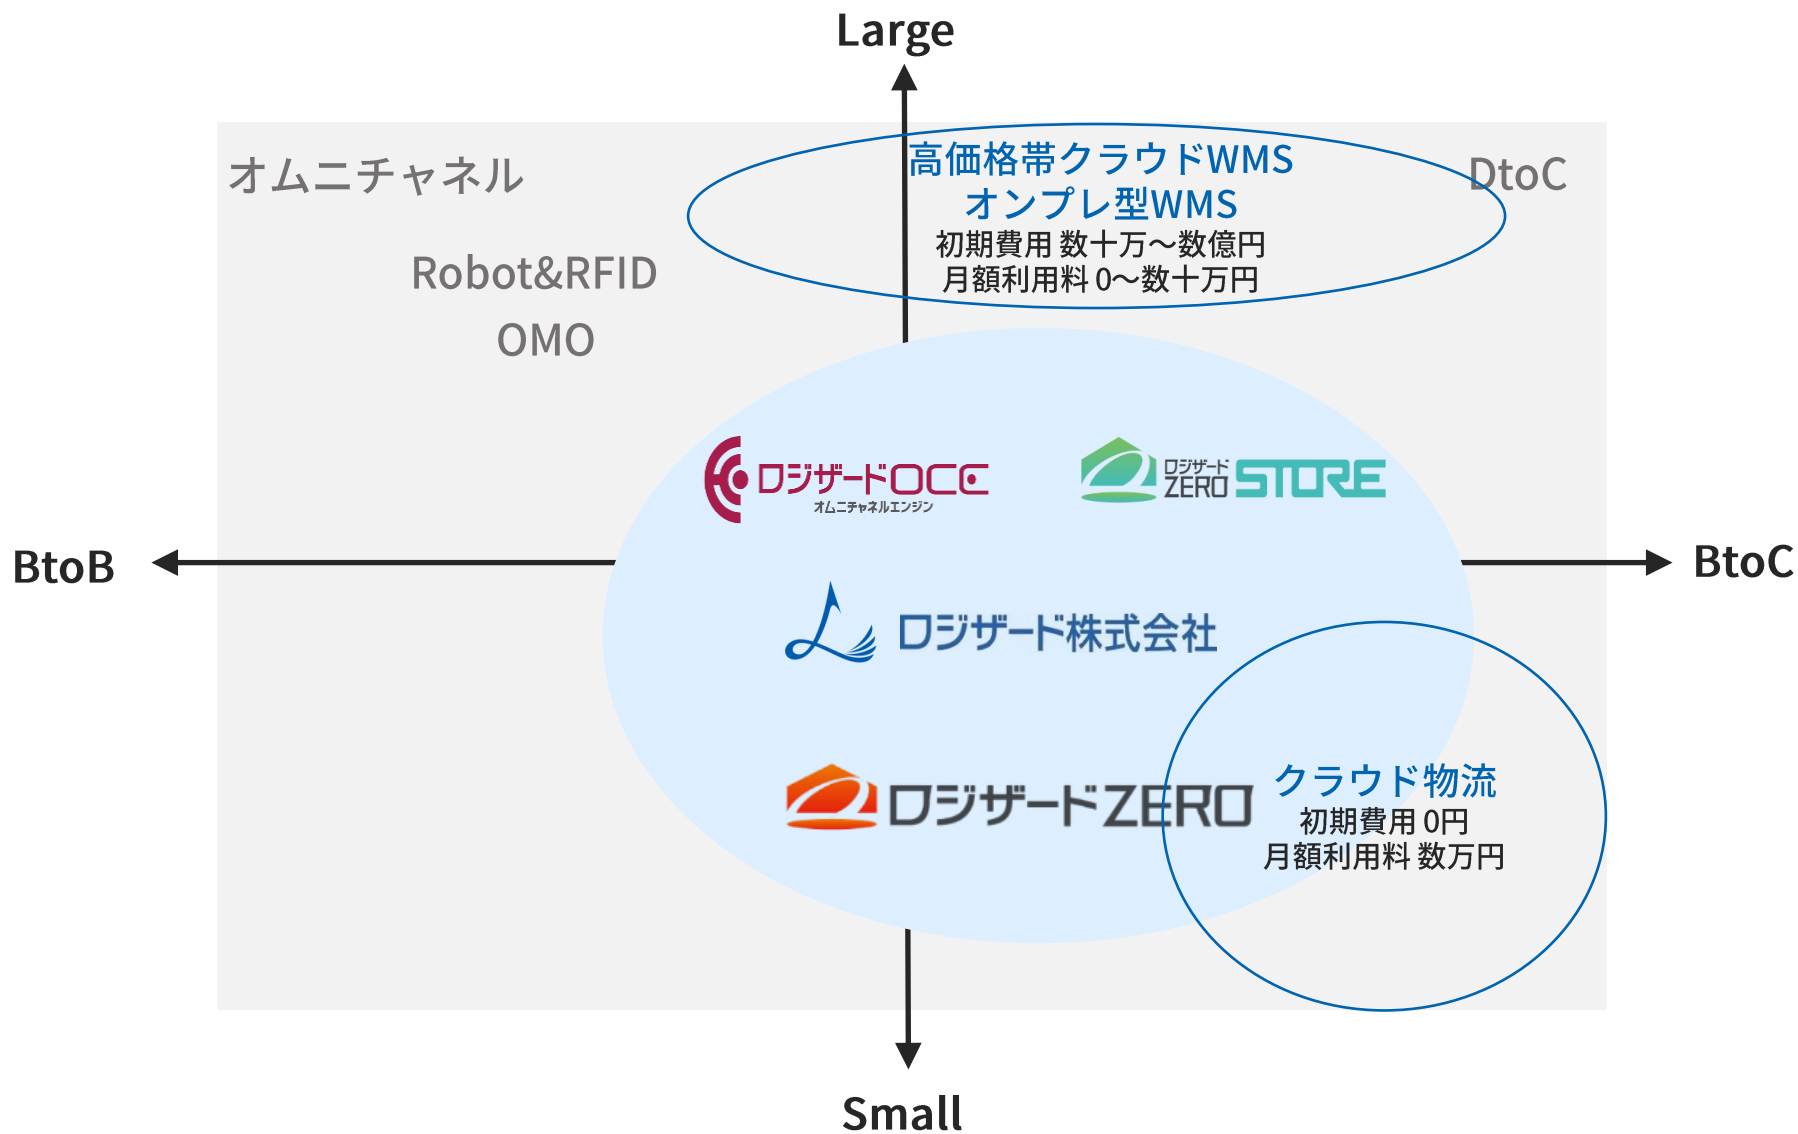 Large
オムニチャネル
高価格帯クラウドWMS
DtoC
オンプレ型WMS
初期費用 数十万～数億円
月額利用料 0～数十万円
Robot&RFID
OMO
ロジザードOCE
オムニチャネルエンジン
ロジザード
ZERO STORE
BtoB
BtoC
ロジザード株式会社
ロジザードZERO
クラウド物流
初期費用 0円
月額利用料 数万円
Small